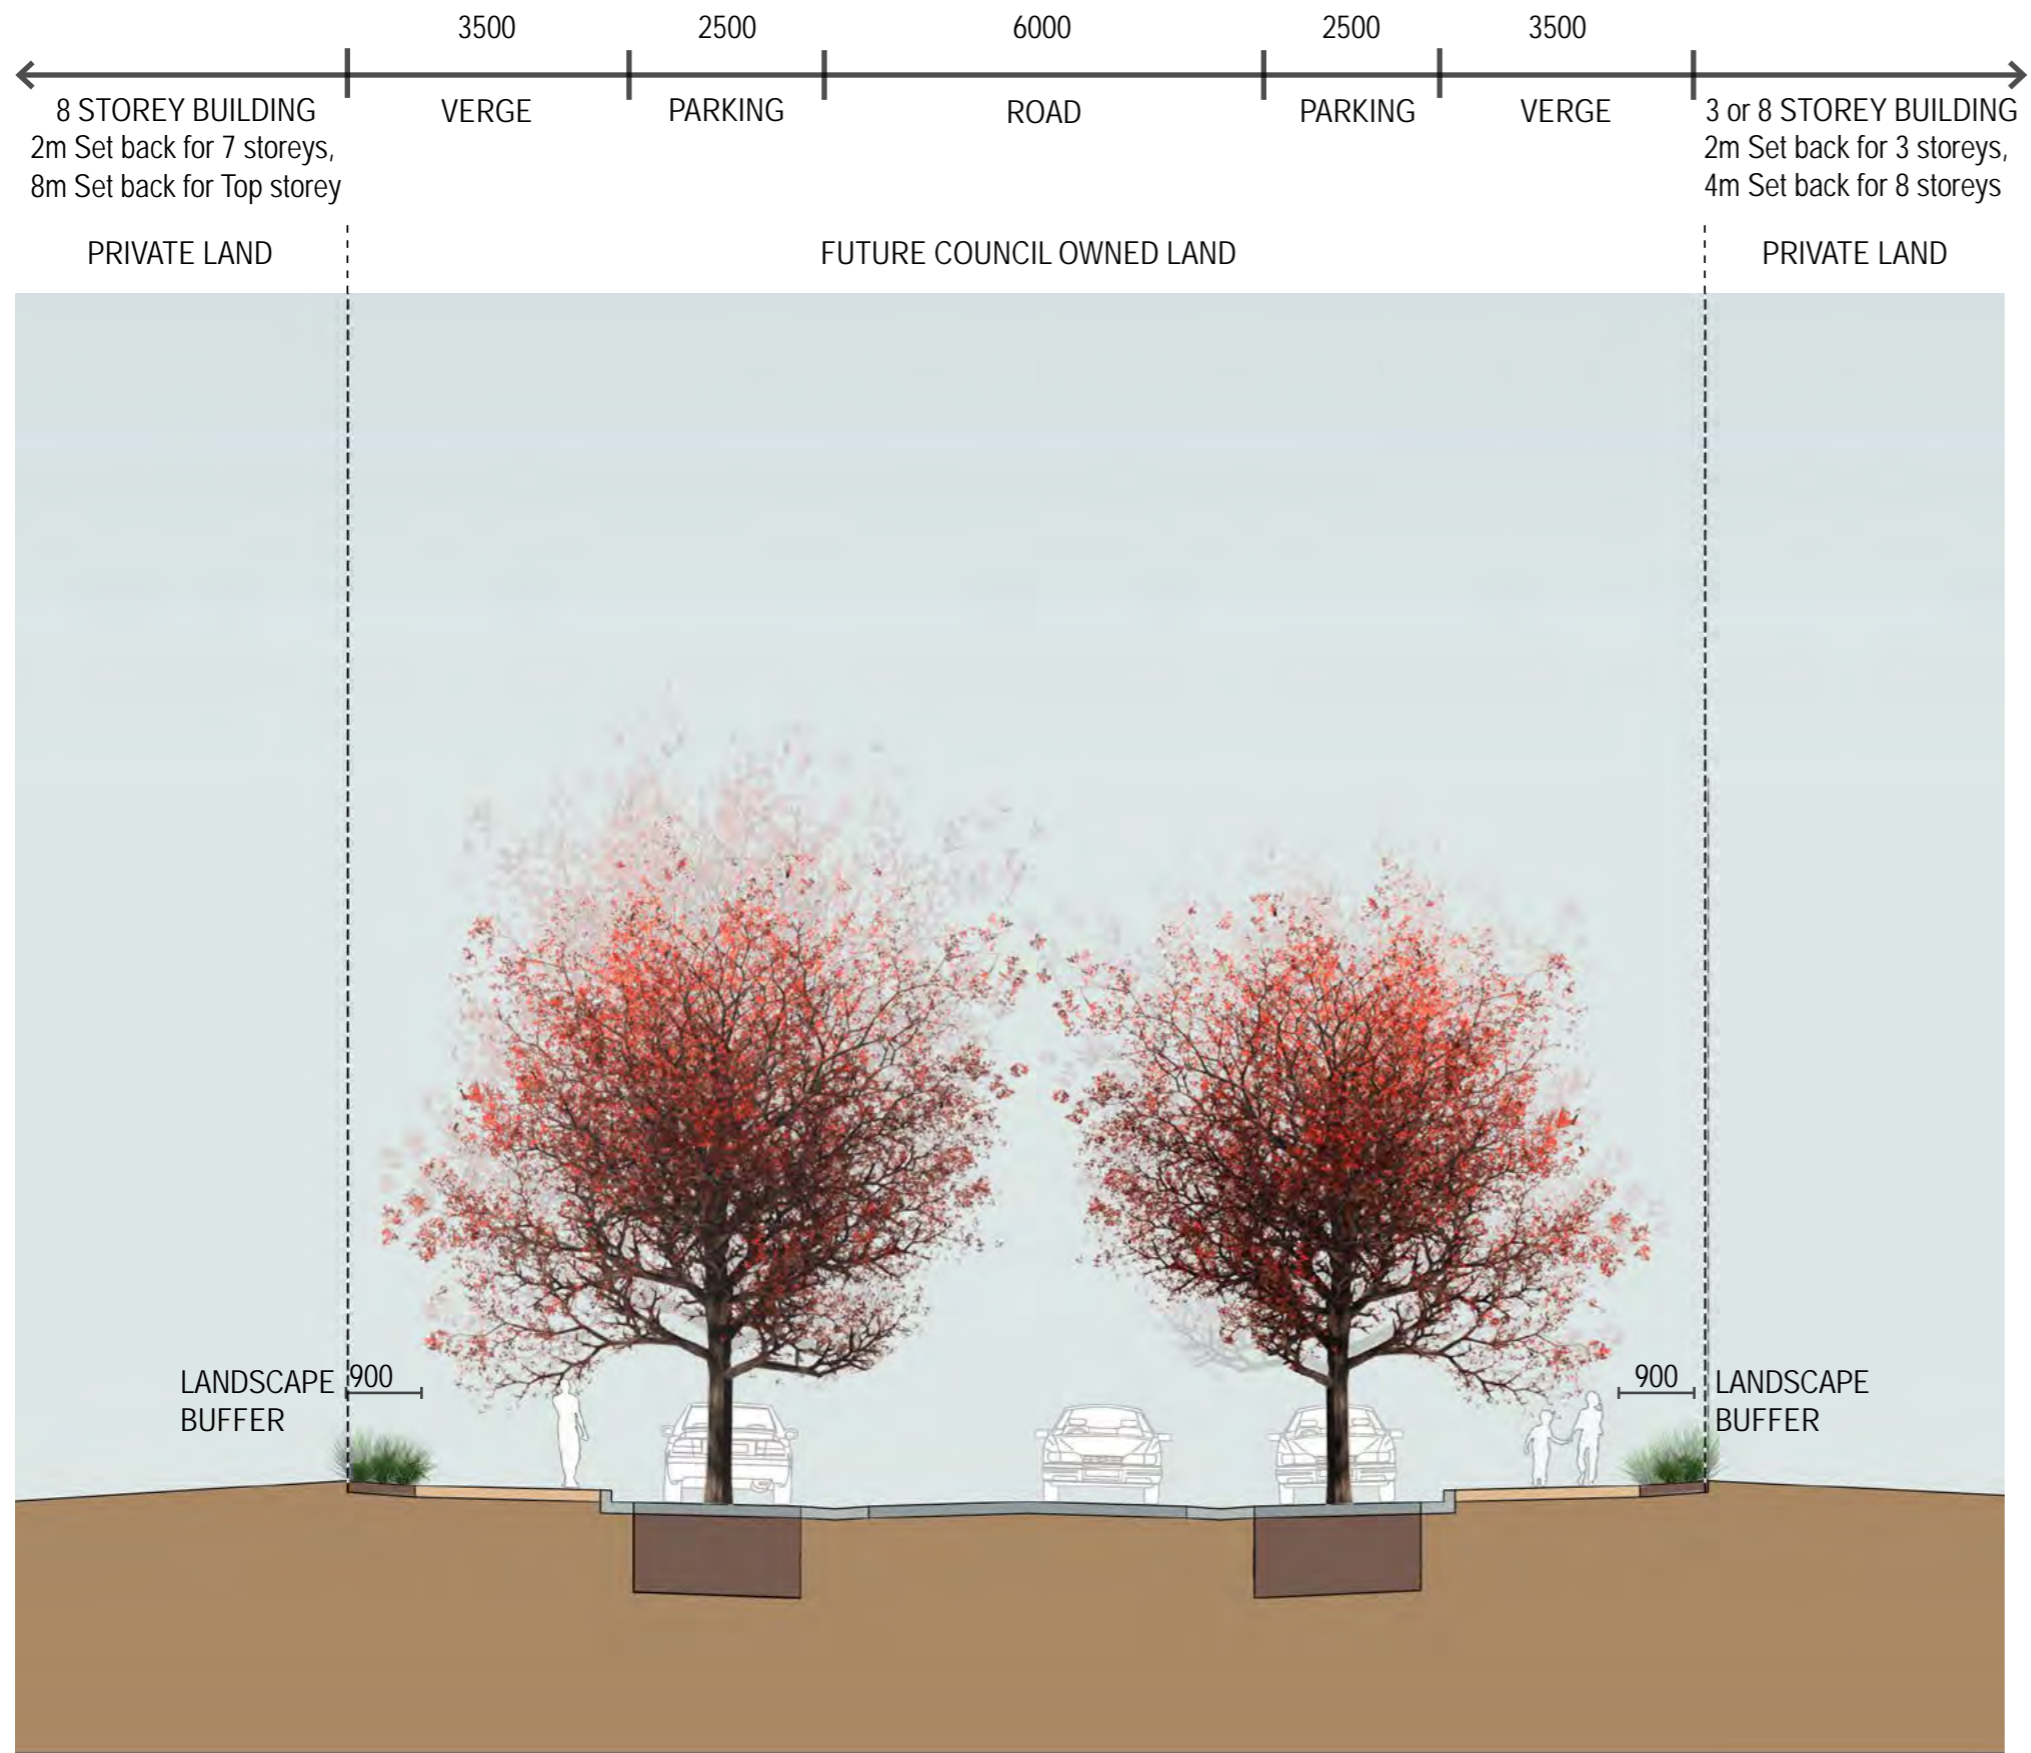 3500 2500 6000 2500 3500
8 STOREY BUILDING VERGE PARKING ROAD PARKING VERGE 3 or 8 STOREY BUILDING
2m Set back for 7 storeys, 2m Set back for 3 storeys,
8m Set back for Top storey 4m Set back for 8 storeys
PRIVATE LAND FUTURE COUNCIL OWNED LAND PRIVATE LAND
LANDSCAPE 900 900 LANDSCAPE
BUFFER BUFFER